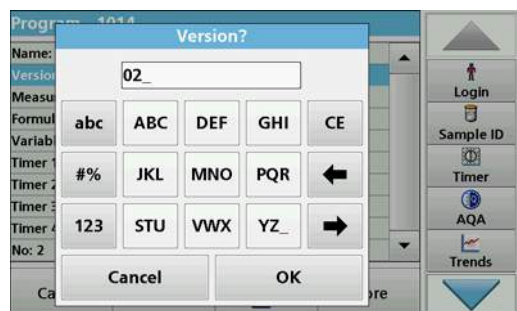 Program 1014
Version?
Name:
Version
02_
Measu
Login
Formul
abc ABC DEF GHI CE
Sample ID
Variabl
Timer 1
#% JKL MNO PQR
Timer
Timer 2
Timer 3
AQA
Timer 4
123 STU VWX YZ_
No: 2
Trends
Cancel OK
Ca
ore